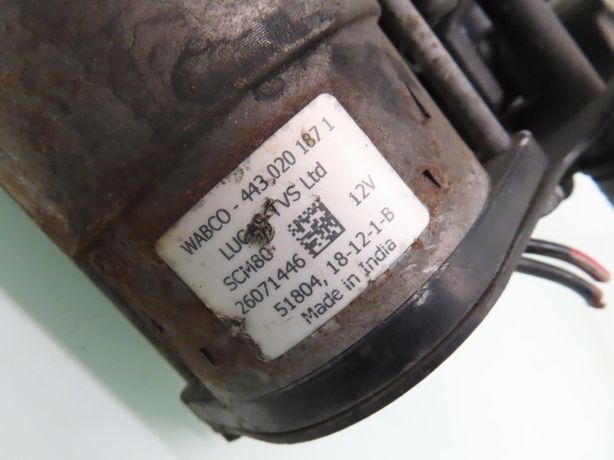 WABCO - 443 020 187 1
LUCAS TVS Ltd
SCM80 12V
26071446
51804, 18-12-1-B
Made in India